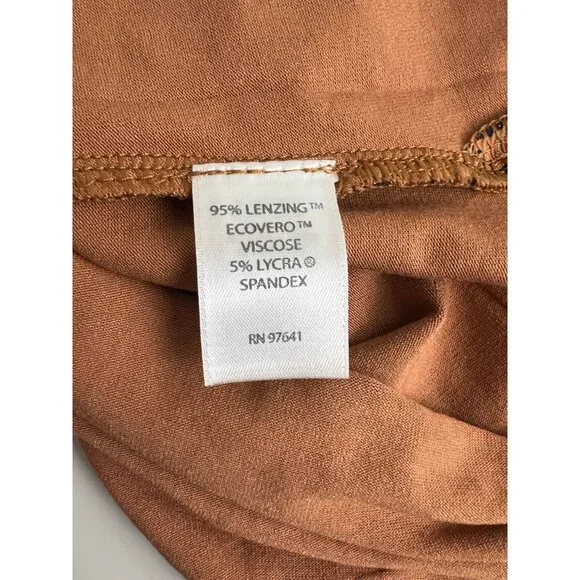 95% LENZING™
ECOVERO™
VISCOSE
5% LYCRA®
SPANDEX
RN 97641